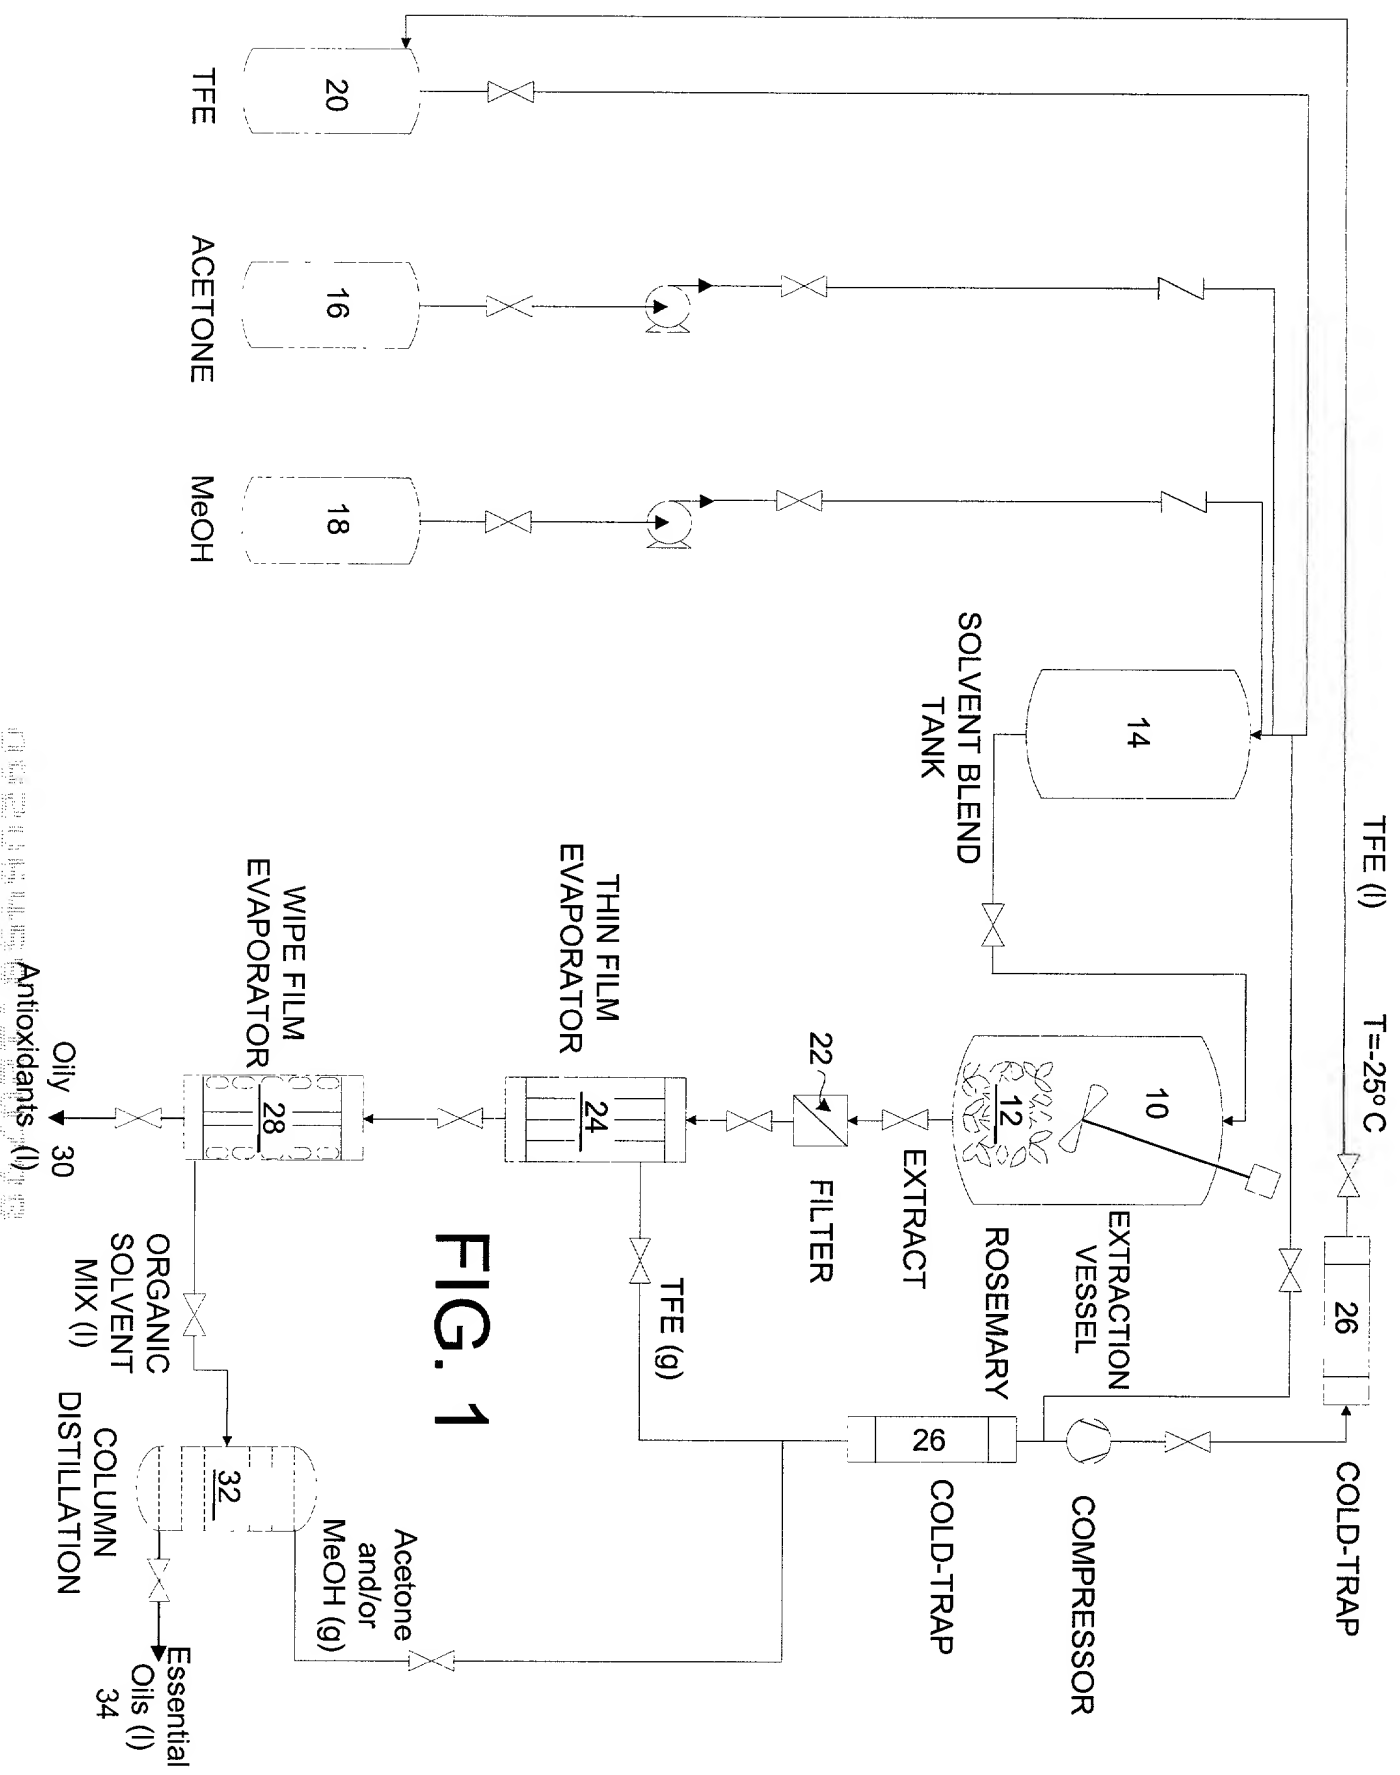 TFE (l)
T=-25º C
26
COLD-TRAP
COMPRESSOR
26
COLD-TRAP
20
TFE
16
ACETONE
18
MeOH
14
SOLVENT BLEND
TANK
10
12
EXTRACTION
VESSEL
ROSEMARY
EXTRACT
22
FILTER
THIN FILM
EVAPORATOR
24
TFE (g)
WIPE FILM
EVAPORATOR
28
Oily
Antioxidants (l)
30
ORGANIC
SOLVENT
MIX (l)
32
COLUMN
DISTILLATION
Acetone
and/or
MeOH (g)
Essential
Oils (l)
34
FIG. 1